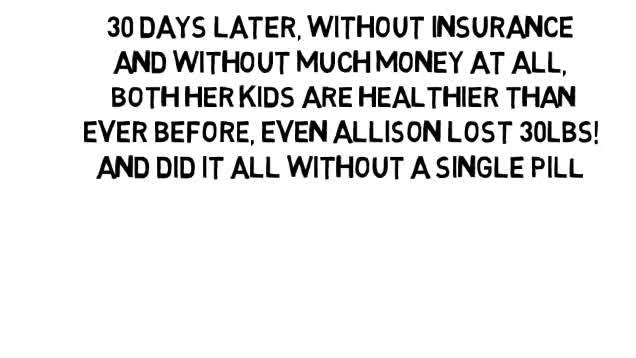 30 DAYS LATER, WITHOUT INSURANCE
AND WITHOUT MUCH MONEY AT ALL,
BOTH HER KIDS ARE HEALTHIER THAN
EVER BEFORE, EVEN ALLISON LOST 30LBS!
AND DID IT ALL WITHOUT A SINGLE PILL